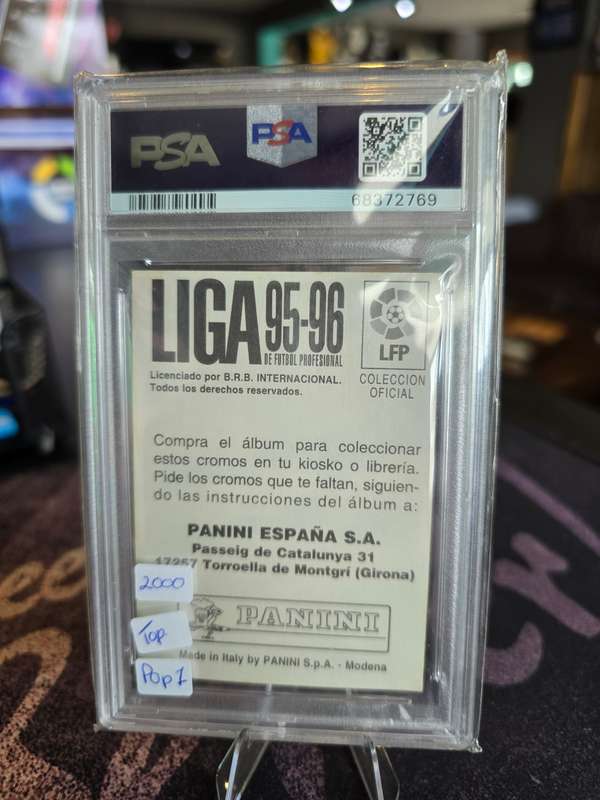 PSA
PSA
68372769
LIGA 95-96
DE FUTBOL PROFESIONAL
LFP
Licenciado por B.R.B. INTERNACIONAL.
Todos los derechos reservados.
COLECCION
OFICIAL
Compra el álbum para coleccionar
estos cromos en tu kiosko o librería.
Pide los cromos que te faltan, siguien-
do las instrucciones del álbum a:
PANINI ESPAÑA S.A.
Passeig de Catalunya 31
17257 Torroella de Montgrí (Girona)
2000
PANINI
Top
Made in Italy by PANINI S.p.A. - Modena
Pop 1